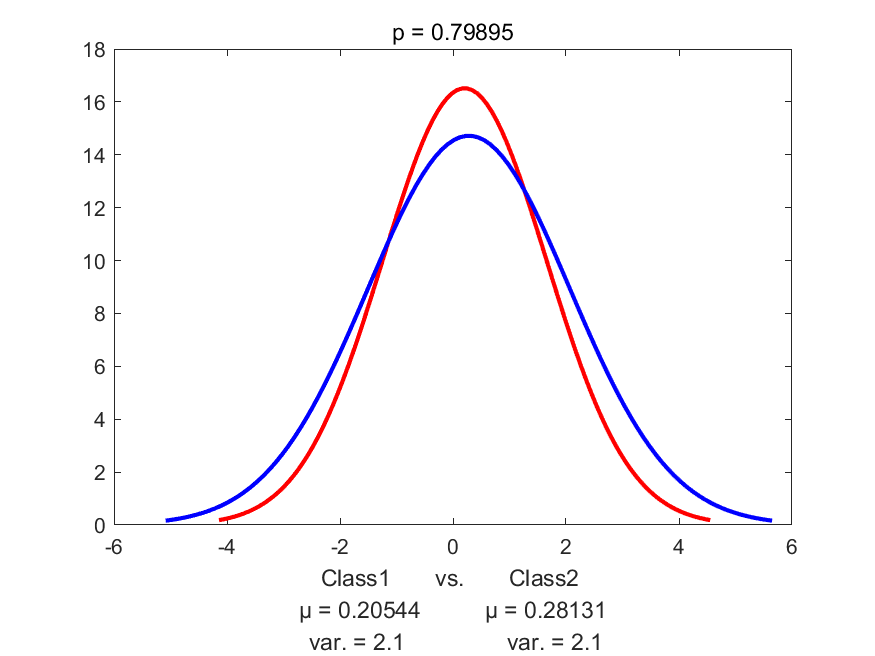 p = 0.79895
18
16
14
12
10
8
6
4
2
0
-6 -4 -2 0 2 4 6
Class1 vs. Class2
μ = 0.20544 μ = 0.28131
var. = 2.1 var. = 2.1